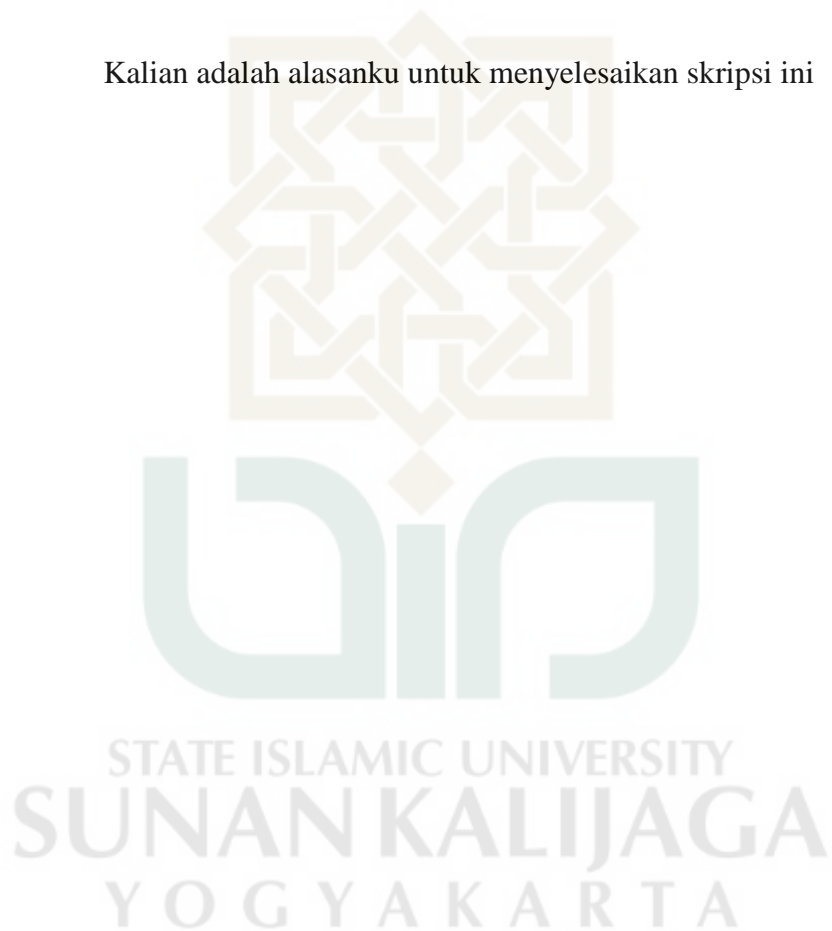 Kalian adalah alasanku untuk menyelesaikan skripsi ini
STATE ISLAMIC UNIVERSITY
SUNAN KALIJAGA
YOGYAKARTA